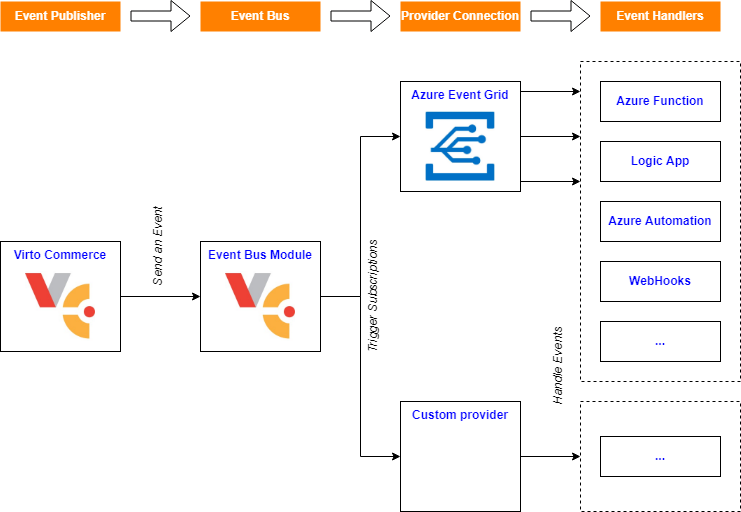 Event Publisher
Event Bus
Provider Connection
Event Handlers
Virto Commerce
Send an Event
Event Bus Module
Trigger Subscriptions
Azure Event Grid
Custom provider
Handle Events
Azure Function
Logic App
Azure Automation
WebHooks
...
...